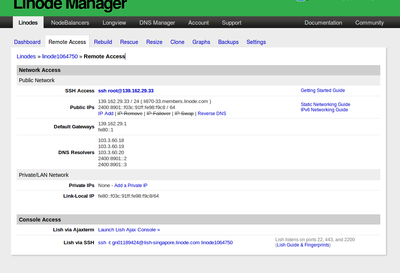 Linode Manager
Linodes NodeBalancers Longview DNS Manager Account Support Documentation Community
Dashboard Remote Access Rebuild Rescue Resize Clone Graphs Backups Settings
Linodes » linode1064750 » Remote Access
Network Access
Public Network
SSH Access ssh root@139.162.29.33 Getting Started Guide
Public IPs 139.162.29.33 / 24 | li870-33.members.linode.com |
2400:8901::f03c:91ff:fe98:f9c8 / 64
IP Add | IP Remove | IP Failover | IP Swap | Reverse DNS
Static Networking Guide
IPv6 Networking Guide
Default Gateways 139.162.29.1
fe80::1
DNS Resolvers 103.3.60.18
103.3.60.19
103.3.60.20
2400:8901::2
2400:8901::3
Private/LAN Network
Private IPs None - Add a Private IP
Link-Local IP fe80::f03c:91ff:fe98:f9c8/64
Console Access
Lish via Ajaxterm Launch Lish Ajax Console »
Lish via SSH ssh -t gn01189424@lish-singapore.linode.com linode1064750
Lish listens on ports 22, 443, and 2200
(Lish Guide & Fingerprints)